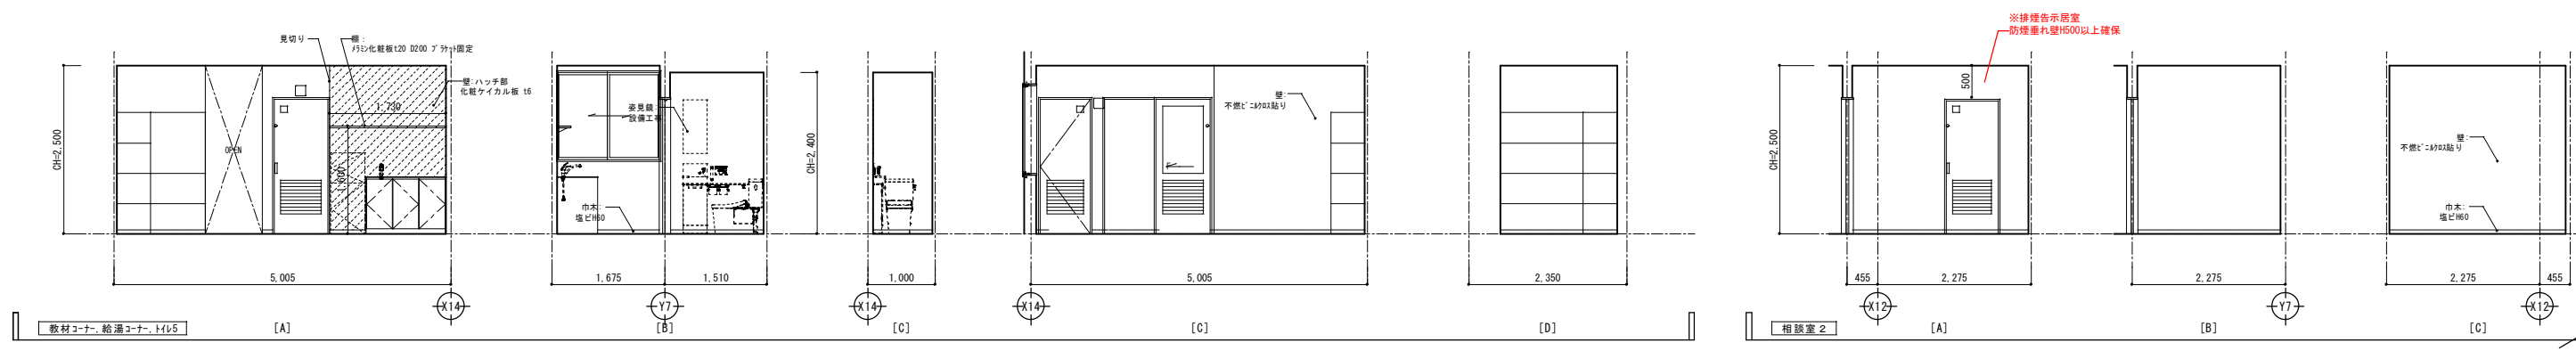 見切り
棚:
ﾒﾗﾐﾝ化粧板t20 D200 ﾌﾞﾗｹｯﾄ固定
壁:ハッチ部
化粧ケイカル板 t6
1,730
CH=2,500
OPEN
1,600
5,005
X14
教材コーナー,給湯コーナー,トイレ5
[A]
姿見鏡:
設備工事
巾木:
塩ビH60
1,675
1,510
Y7
[B]
CH=2,400
1,000
X14
[C]
壁:
不燃ﾋﾞﾆﾙｸﾛｽ貼り
5,005
X14
[C]
2,350
[D]
※排煙告示居室
防煙垂れ壁H500以上確保
500
CH=2,500
455
2,275
X12
相談室2
[A]
2,275
Y7
[B]
壁:
不燃ﾋﾞﾆﾙｸﾛｽ貼り
巾木:
塩ビH60
2,275
455
X12
[C]